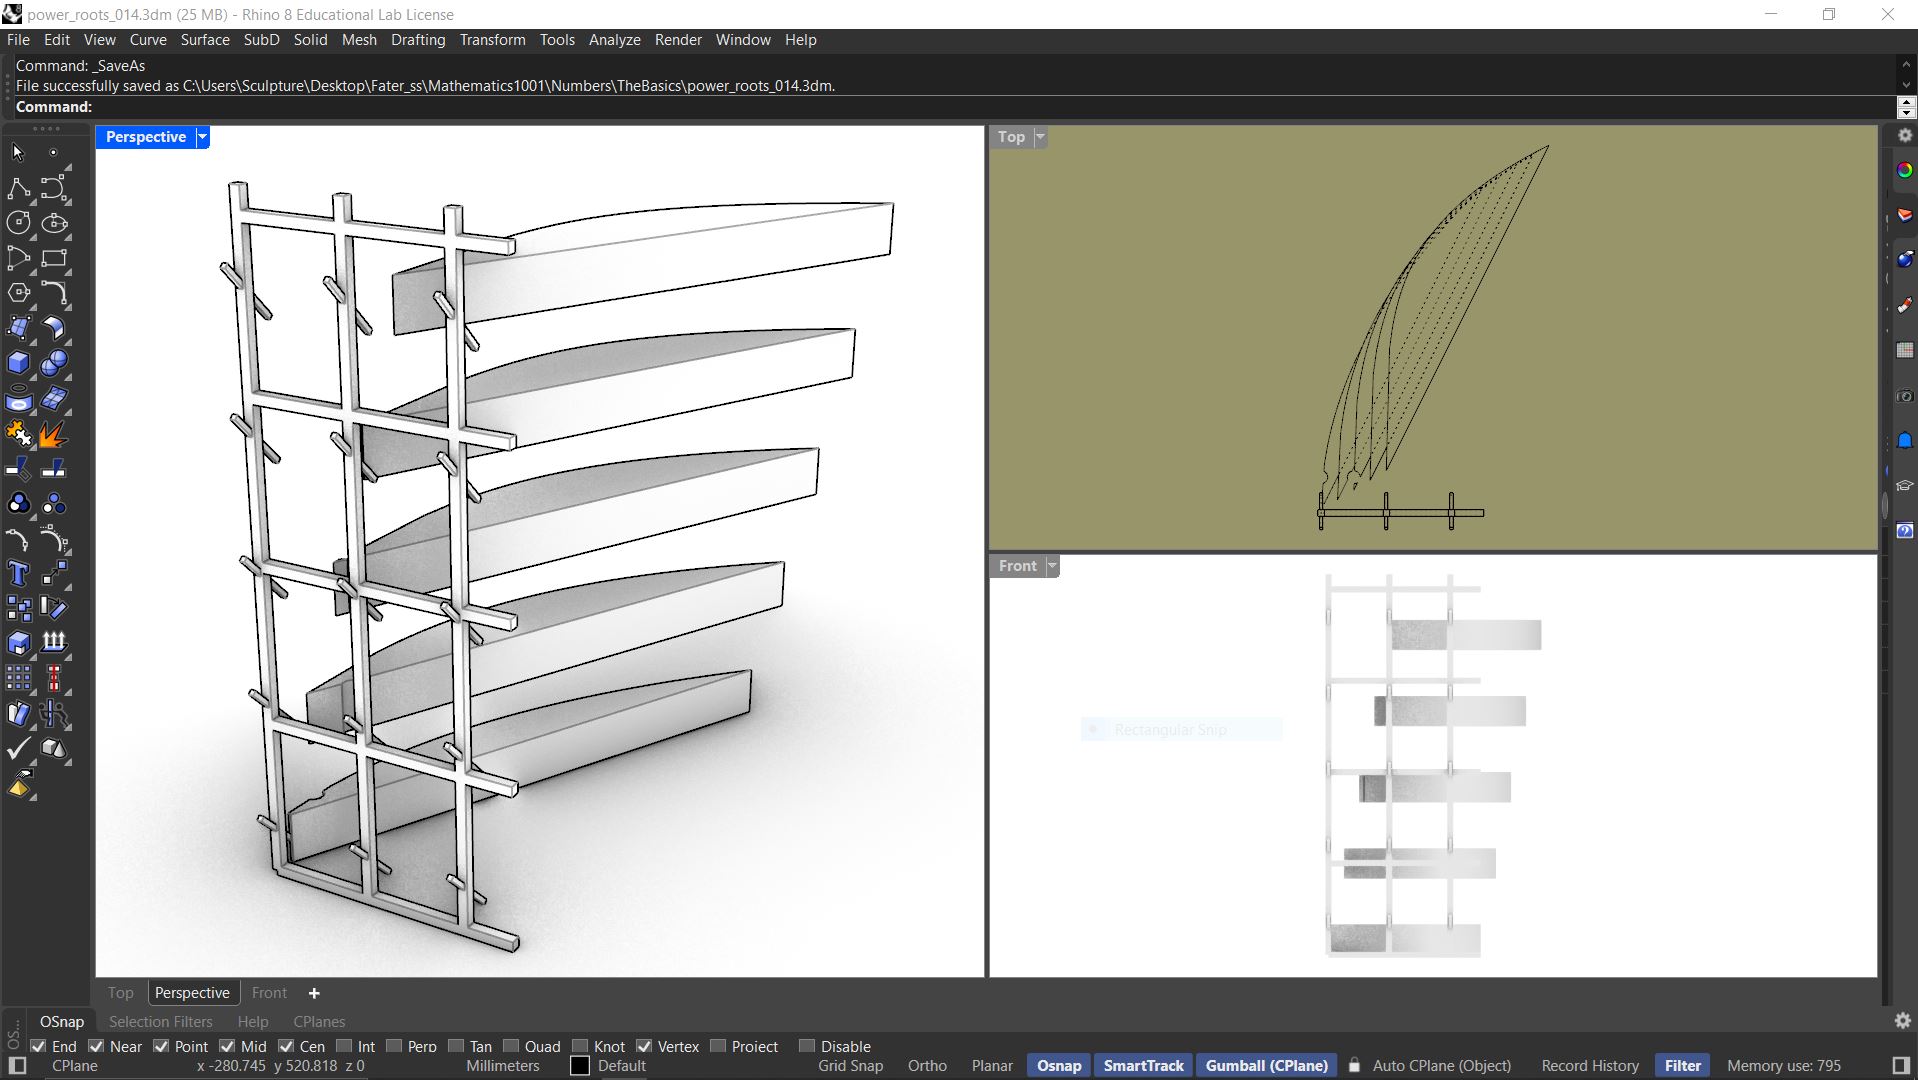 power_roots_014.3dm (25 MB) - Rhino 8 Educational Lab License
File Edit View Curve Surface SubD Solid Mesh Drafting Transform Tools Analyze Render Window Help
Command: _SaveAs
File successfully saved as C:\Users\Sculpture\Desktop\Fater_ss\Mathematics1001\Numbers\TheBasics\power_roots_014.3dm.
Command:
Perspective
Top
Front
Rectangular Snip
Top Perspective Front +
OSnap Selection Filters Help CPlanes
OS...
End Near Point Mid Cen Int Perp Tan Quad Knot Vertex Project Disable
CPlane x -280.745 y 520.818 z 0 Millimeters Default Grid Snap Ortho Planar Osnap SmartTrack Gumball (CPlane) Auto CPlane (Object) Record History Filter Memory use: 795